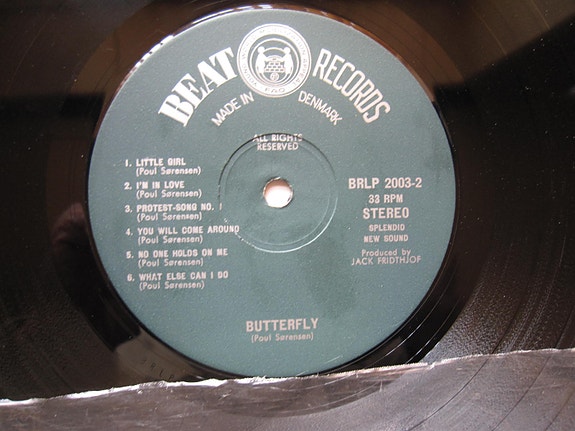 BEAT RECORDS
MADE IN DENMARK
ALL RIGHTS
RESERVED
1. LITTLE GIRL
(Poul Sørensen)
2. I'M IN LOVE
(Poul Sørensen)
3. PROTEST-SONG NO. 1
(Poul Sørensen)
4. YOU WILL COME AROUND
(Poul Sørensen)
5. NO ONE HOLDS ON ME
(Poul Sørensen)
6. WHAT ELSE CAN I DO
(Poul Sørensen)
BRLP 2003-2
33 RPM
STEREO
SPLENDID
NEW SOUND
Produced by
JACK FRIDTHJOF
BUTTERFLY
(Poul Sørensen)